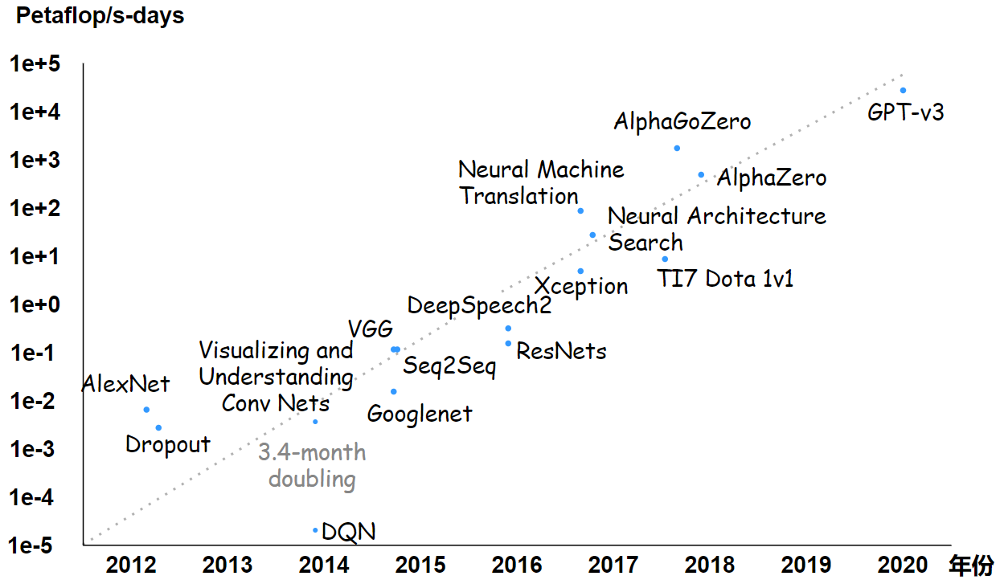 Petaflop/s-days
1e+5
1e+4
1e+3
1e+2
1e+1
1e+0
1e-1
1e-2
1e-3
1e-4
1e-5
GPT-v3
AlphaGoZero
AlphaZero
Neural Machine
Translation
Neural Architecture
Search
TI7 Dota 1v1
Xception
DeepSpeech2
ResNets
VGG
Seq2Seq
Googlenet
Visualizing and
Understanding
Conv Nets
AlexNet
Dropout
3.4-month
doubling
DQN
2012 2013 2014 2015 2016 2017 2018 2019 2020 年份